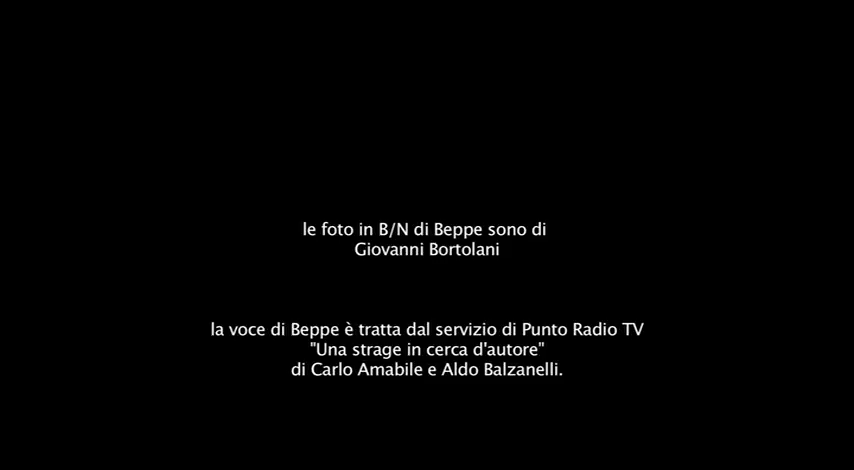 le foto in B/N di Beppe sono di
Giovanni Bortolani
la voce di Beppe è tratta dal servizio di Punto Radio TV
"Una strage in cerca d'autore"
di Carlo Amabile e Aldo Balzanelli.